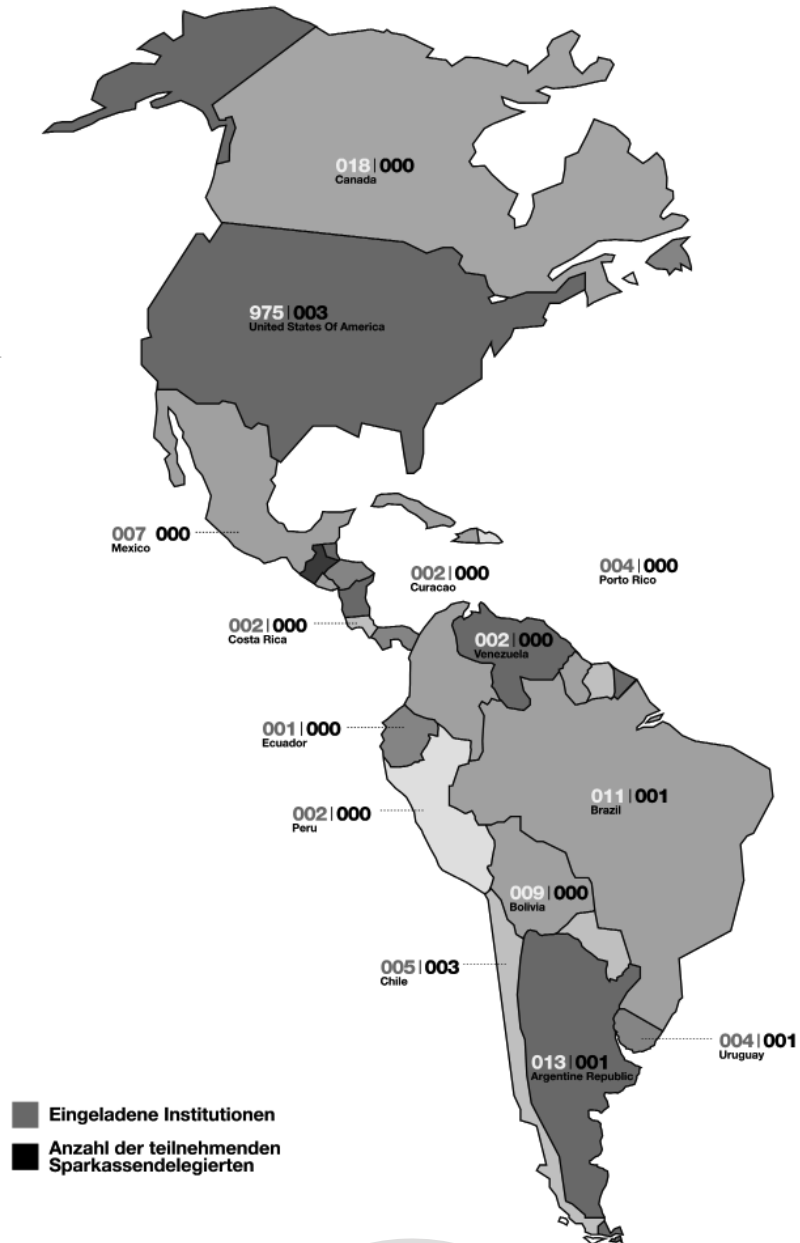 018|000
Canada
975|003
United States Of America
007 000
Mexico
002|000
Curacao
004|000
Porto Rico
002|000
Costa Rica
002|000
Venezuela
001|000
Ecuador
011|001
Brazil
002|000
Peru
009|000
Bolivia
005|003
Chile
004|001
Uruguay
013|001
Argentine Republic
Eingeladene Institutionen
Anzahl der teilnehmenden
Sparkassendelegierten